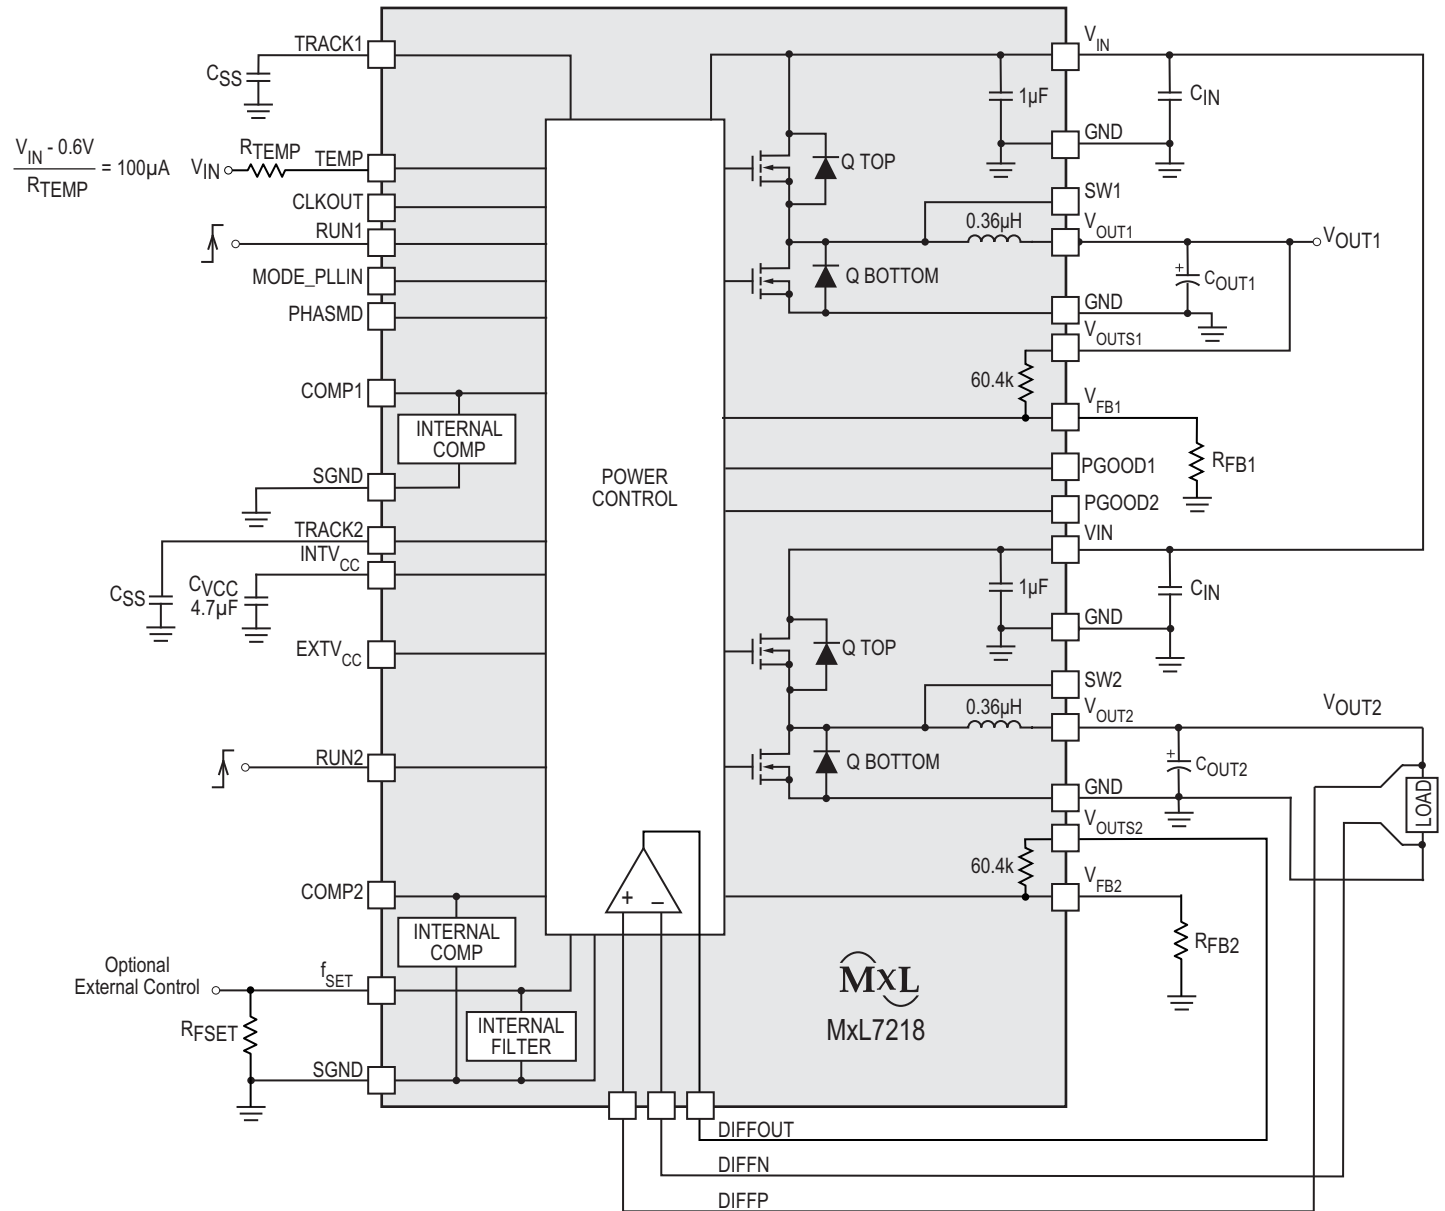 TRACK1
CSS
VIN - 0.6V
RTEMP
= 100µA
VIN
RTEMP
TEMP
CLKOUT
RUN1
MODE_PLLIN
PHASMD
COMP1
INTERNAL
COMP
SGND
TRACK2
INTVCC
CSS
CVCC
4.7µF
EXTVCC
RUN2
COMP2
INTERNAL
COMP
Optional
External Control
fSET
RFSET
INTERNAL
FILTER
SGND
POWER
CONTROL
+
–
Q TOP
Q BOTTOM
1µF
0.36µH
60.4k
VIN
CIN
GND
SW1
VOUT1
VOUT1
+
COUT1
GND
VOUTS1
VFB1
RFB1
PGOOD1
PGOOD2
VIN
1µF
CIN
GND
Q TOP
SW2
0.36µH
VOUT2
VOUT2
Q BOTTOM
+
COUT2
GND
LOAD
VOUTS2
60.4k
VFB2
RFB2
MXL
MxL7218
DIFFOUT
DIFFN
DIFFP